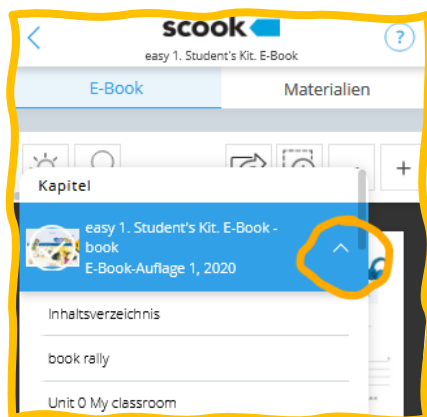 scook
?
easy 1. Student's Kit. E-Book
E-Book
Materialien
Kapitel
easy 1. Student's Kit. E-Book -
book
E-Book-Auflage 1, 2020
Inhaltsverzeichnis
book rally
Unit 0 My classroom